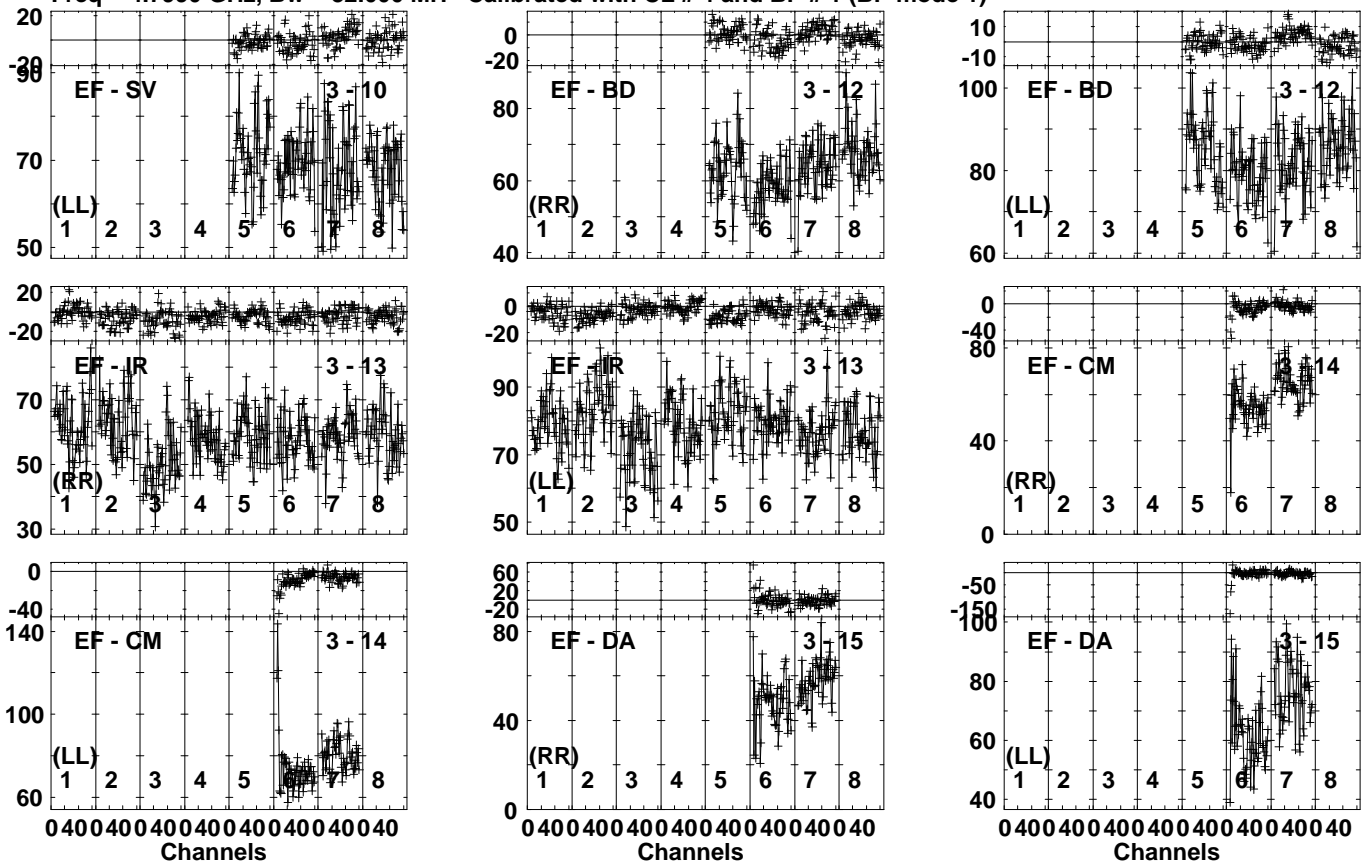 Calibrated with CL # 4 and BP # 1 (BP mode 1)
20
-20
90
70
50
EF - SV 3 - 10
(LL)
1 2 3 4 5 6 7 8
0
-20
80
60
40
EF - BD 3 - 12
(RR)
1 2 3 4 5 6 7 8
10
-10
100
80
60
EF - BD 3 - 12
(LL)
1 2 3 4 5 6 7 8
20
-20
70
50
30
EF - IR 3 - 13
(RR)
1 2 3 4 5 6 7 8
0
-20
90
70
50
EF - IR 3 - 13
(LL)
1 2 3 4 5 6 7 8
0
-40
80
40
0
EF - CM 3 - 14
(RR)
1 2 3 4 5 6 7 8
0
-40
140
100
60
EF - CM 3 - 14
(LL)
1 2 3 4 5 6 7 8
0 40 0 40 0 40 0 40 0 40 0 40 0 40 0 40
Channels
60
20
-20
80
40
0
EF - DA 3 - 15
(RR)
1 2 3 4 5 6 7 8
0 40 0 40 0 40 0 40 0 40 0 40 0 40 0 40
Channels
-50
-150
100
80
60
40
EF - DA 3 - 15
(LL)
1 2 3 4 5 6 7 8
0 40 0 40 0 40 0 40 0 40 0 40 0 40 0 40
Channels